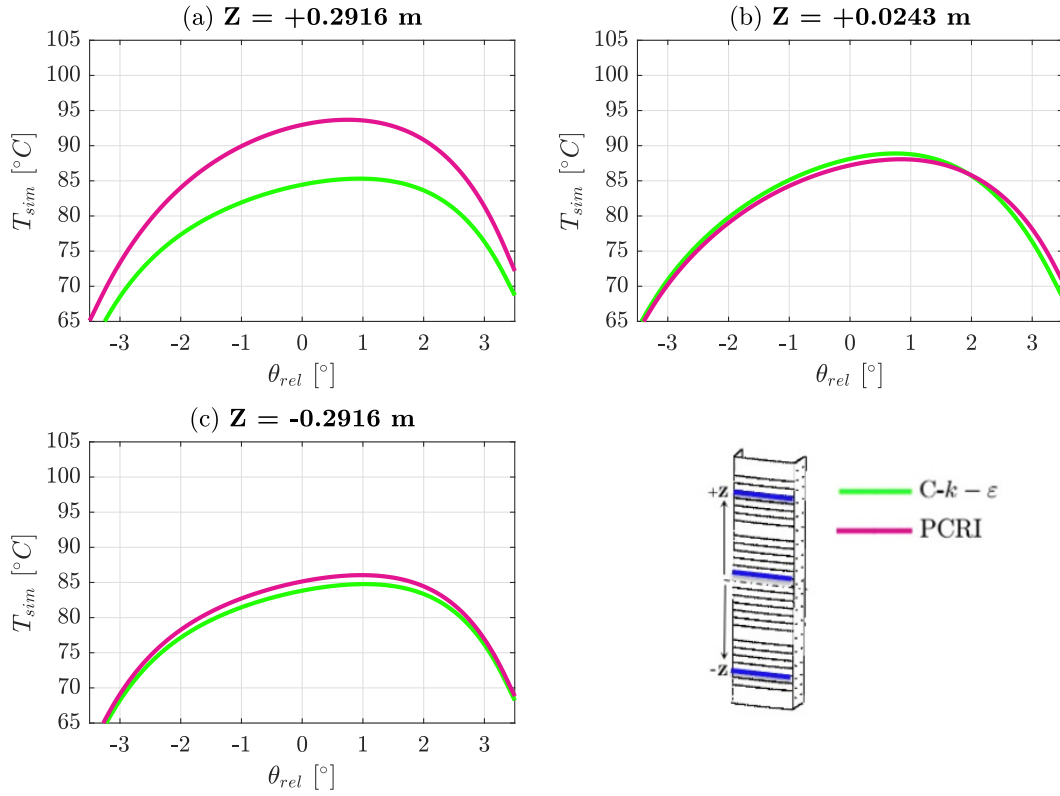 (a) Z = +0.2916 m
105
100
95
90
85
80
75
70
65
T_sim [°C]
-3 -2 -1 0 1 2 3
θ_rel [°]
(b) Z = +0.0243 m
105
100
95
90
85
80
75
70
65
T_sim [°C]
-3 -2 -1 0 1 2 3
θ_rel [°]
(c) Z = -0.2916 m
105
100
95
90
85
80
75
70
65
T_sim [°C]
-3 -2 -1 0 1 2 3
θ_rel [°]
+Z
-Z
C-k − ε
PCRI